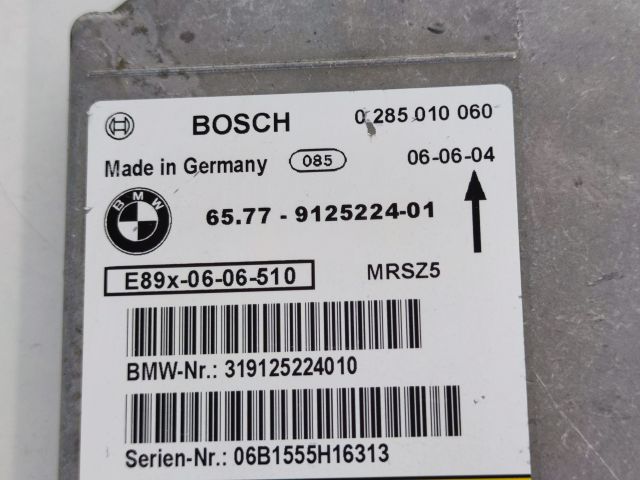 BOSCH 0 285 010 060
Made in Germany 085 06-06-04
BMW 65.77 - 9125224-01
E89x-06-06-510 MRSZ5
BMW-Nr.: 319125224010
Serien-Nr.: 06B1555H16313